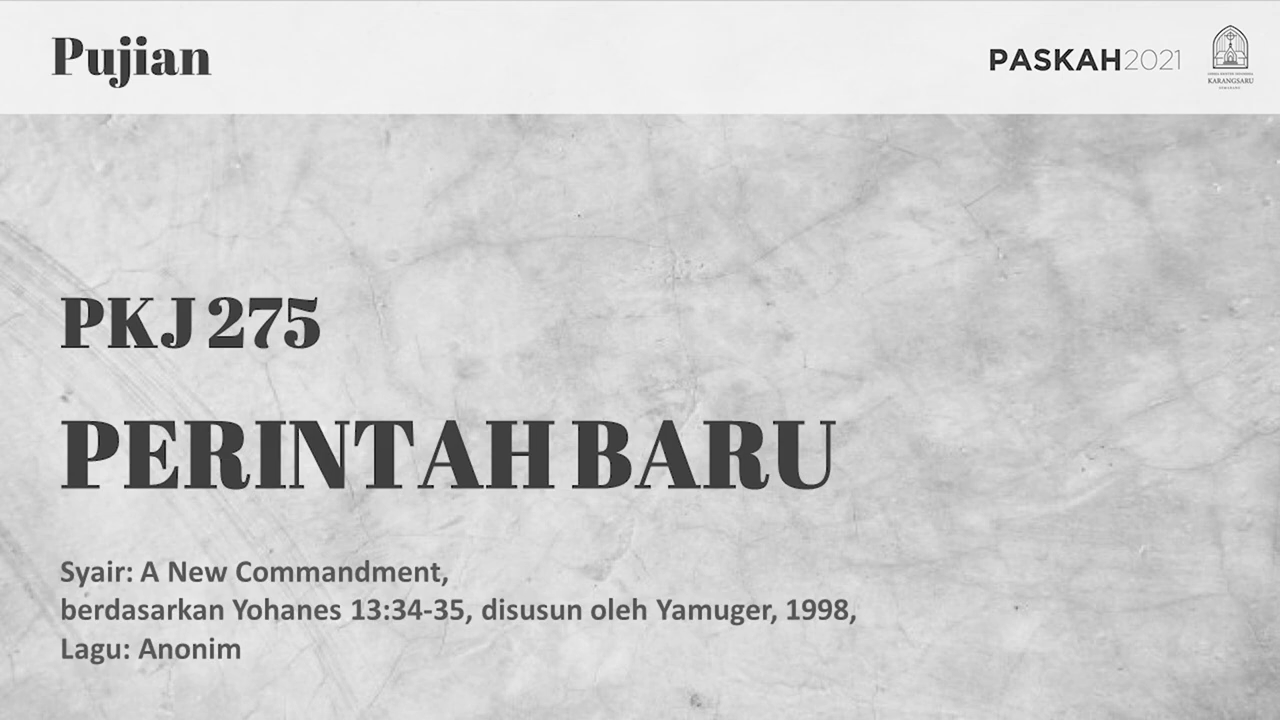 Pujian
PASKAH2021
KARANGSARU
PKJ 275
PERINTAH BARU
Syair: A New Commandment,
berdasarkan Yohanes 13:34-35, disusun oleh Yamuger, 1998,
Lagu: Anonim